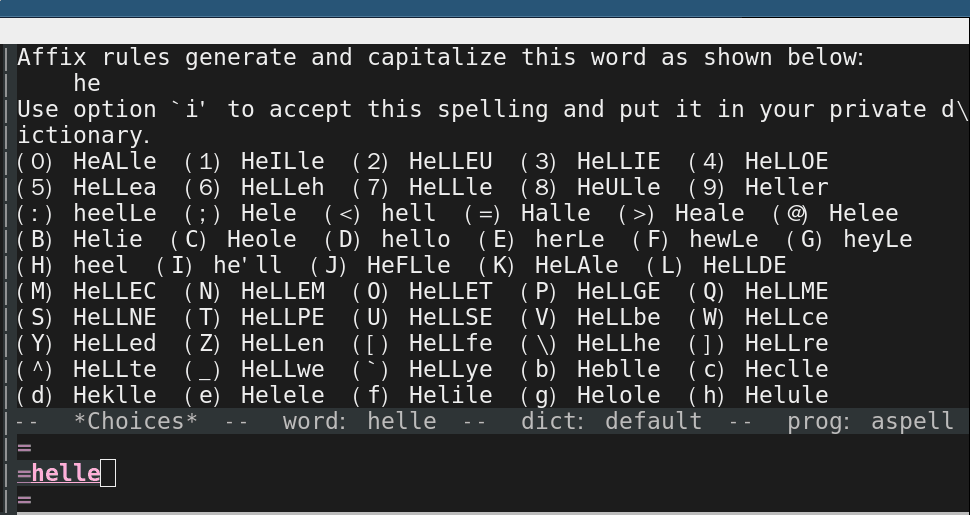 Affix rules generate and capitalize this word as shown below:
he
Use option `i' to accept this spelling and put it in your private d\
ictionary.
(0) HeALle (1) HeILle (2) HeLLEU (3) HeLLIE (4) HeLLOE
(5) HeLLea (6) HeLLeh (7) HeLLle (8) HeULle (9) Heller
(:) heelLe (;) Hele (<) hell (=) Halle (>) Heale (@) Helee
(B) Helie (C) Heole (D) hello (E) herLe (F) hewLe (G) heyLe
(H) heel (I) he'll (J) HeFLle (K) HeLAle (L) HeLLDE
(M) HeLLEC (N) HeLLEM (O) HeLLET (P) HeLLGE (Q) HeLLME
(S) HeLLNE (T) HeLLPE (U) HeLLSE (V) HeLLbe (W) HeLLce
(Y) HeLLed (Z) HeLLen ([) HeLLfe (\) HeLLhe (]) HeLLre
(^) HeLLte (_) HeLLwe (`) HeLLye (b) Heblle (c) Heclle
(d) Heklle (e) Helele (f) Helile (g) Helole (h) Helule
-- *Choices* -- word: helle -- dict: default -- prog: aspell
=
=helle
=